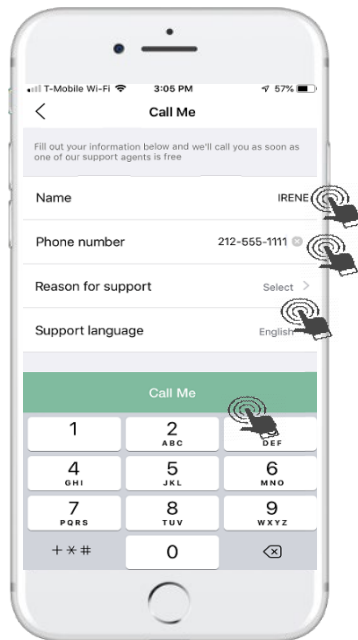 T-Mobile Wi-Fi 3:05 PM 57%
Call Me
Fill out your information below and we'll call you as soon as
one of our support agents is free
Name IRENE
Phone number 212-555-1111
Reason for support Select
Support language English
Call Me
1 2
ABC DEF
4 5 6
GHI JKL MNO
7 8 9
PQRS TUV WXYZ
+*# 0